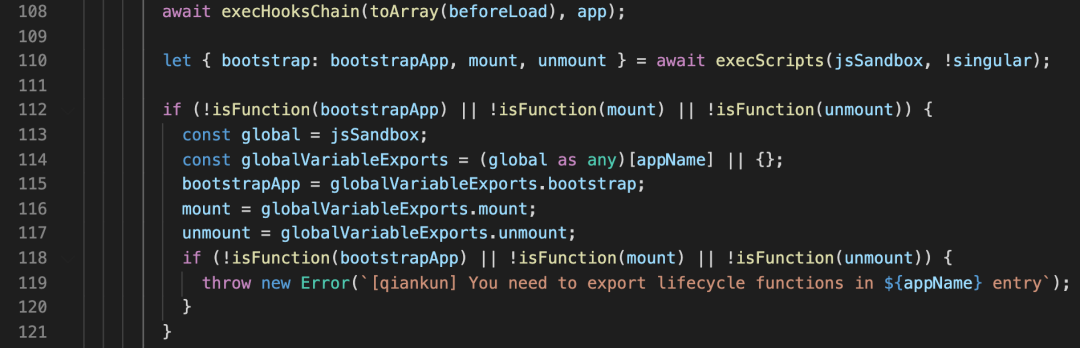 108 await execHooksChain(toArray(beforeLoad), app);
109
110 let { bootstrap: bootstrapApp, mount, unmount } = await execScripts(jsSandbox, !singular);
111
112 if (!isFunction(bootstrapApp) || !isFunction(mount) || !isFunction(unmount)) {
113 const global = jsSandbox;
114 const globalVariableExports = (global as any)[appName] || {};
115 bootstrapApp = globalVariableExports.bootstrap;
116 mount = globalVariableExports.mount;
117 unmount = globalVariableExports.unmount;
118 if (!isFunction(bootstrapApp) || !isFunction(mount) || !isFunction(unmount)) {
119 throw new Error(`[qiankun] You need to export lifecycle functions in ${appName} entry`);
120 }
121 }